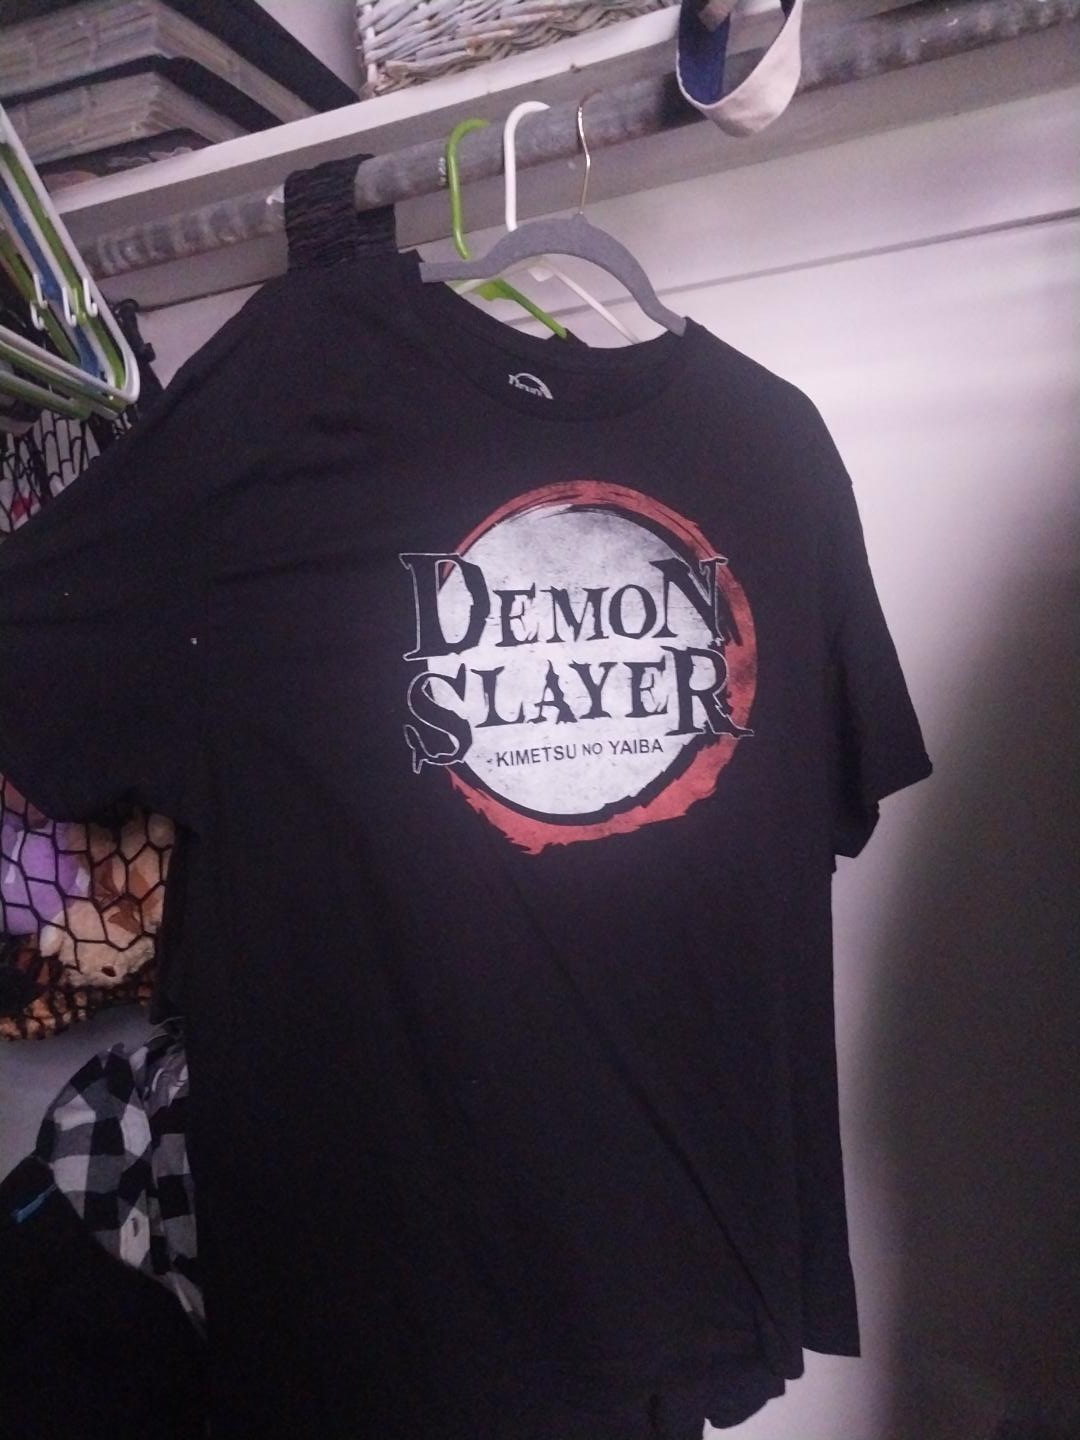 DEMON
SLAYER
-KIMETSU NO YAIBA